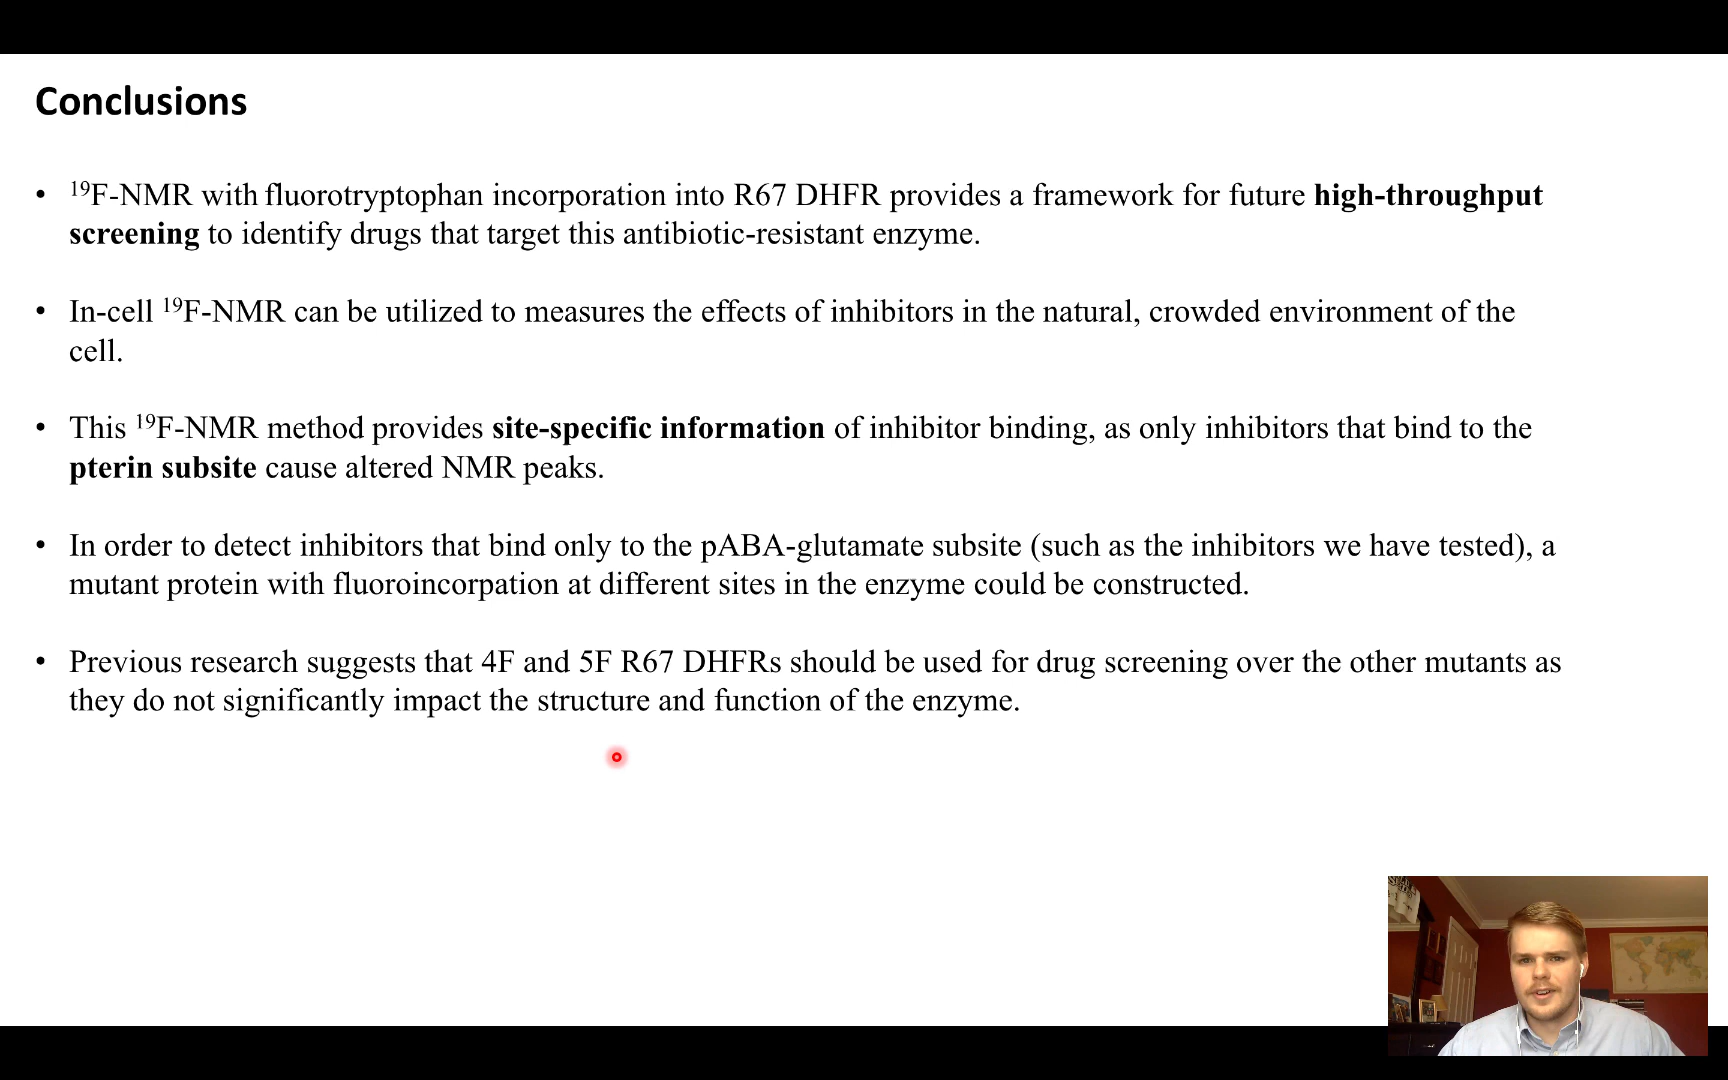 Conclusions
• ¹⁹F-NMR with fluorotryptophan incorporation into R67 DHFR provides a framework for future high-throughput
screening to identify drugs that target this antibiotic-resistant enzyme.
• In-cell ¹⁹F-NMR can be utilized to measures the effects of inhibitors in the natural, crowded environment of the
cell.
• This ¹⁹F-NMR method provides site-specific information of inhibitor binding, as only inhibitors that bind to the
pterin subsite cause altered NMR peaks.
• In order to detect inhibitors that bind only to the pABA-glutamate subsite (such as the inhibitors we have tested), a
mutant protein with fluoroincorpation at different sites in the enzyme could be constructed.
• Previous research suggests that 4F and 5F R67 DHFRs should be used for drug screening over the other mutants as
they do not significantly impact the structure and function of the enzyme.